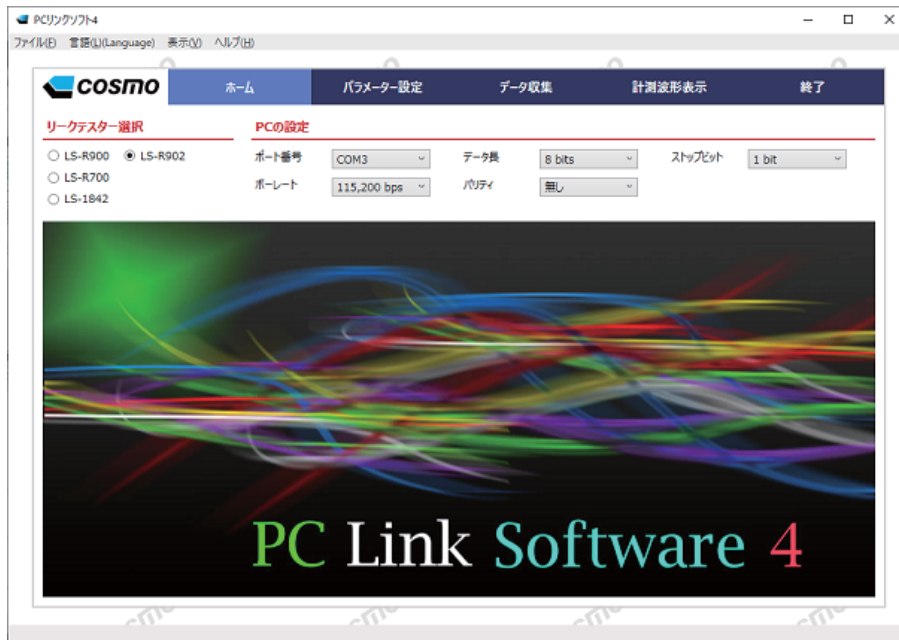 PCリンクソフト4
ファイル(F) 言語(L)(Language) 表示(V) ヘルプ(H)
COSMO ホーム パラメーター設定 データ収集 計測波形表示 終了
リークテスター選択 PCの設定
LS-R900 LS-R902 ポート番号 COM3 データ長 8 bits ストップビット 1 bit
LS-R700 ボーレート 115,200 bps パリティ 無し
LS-1842
PC Link Software 4